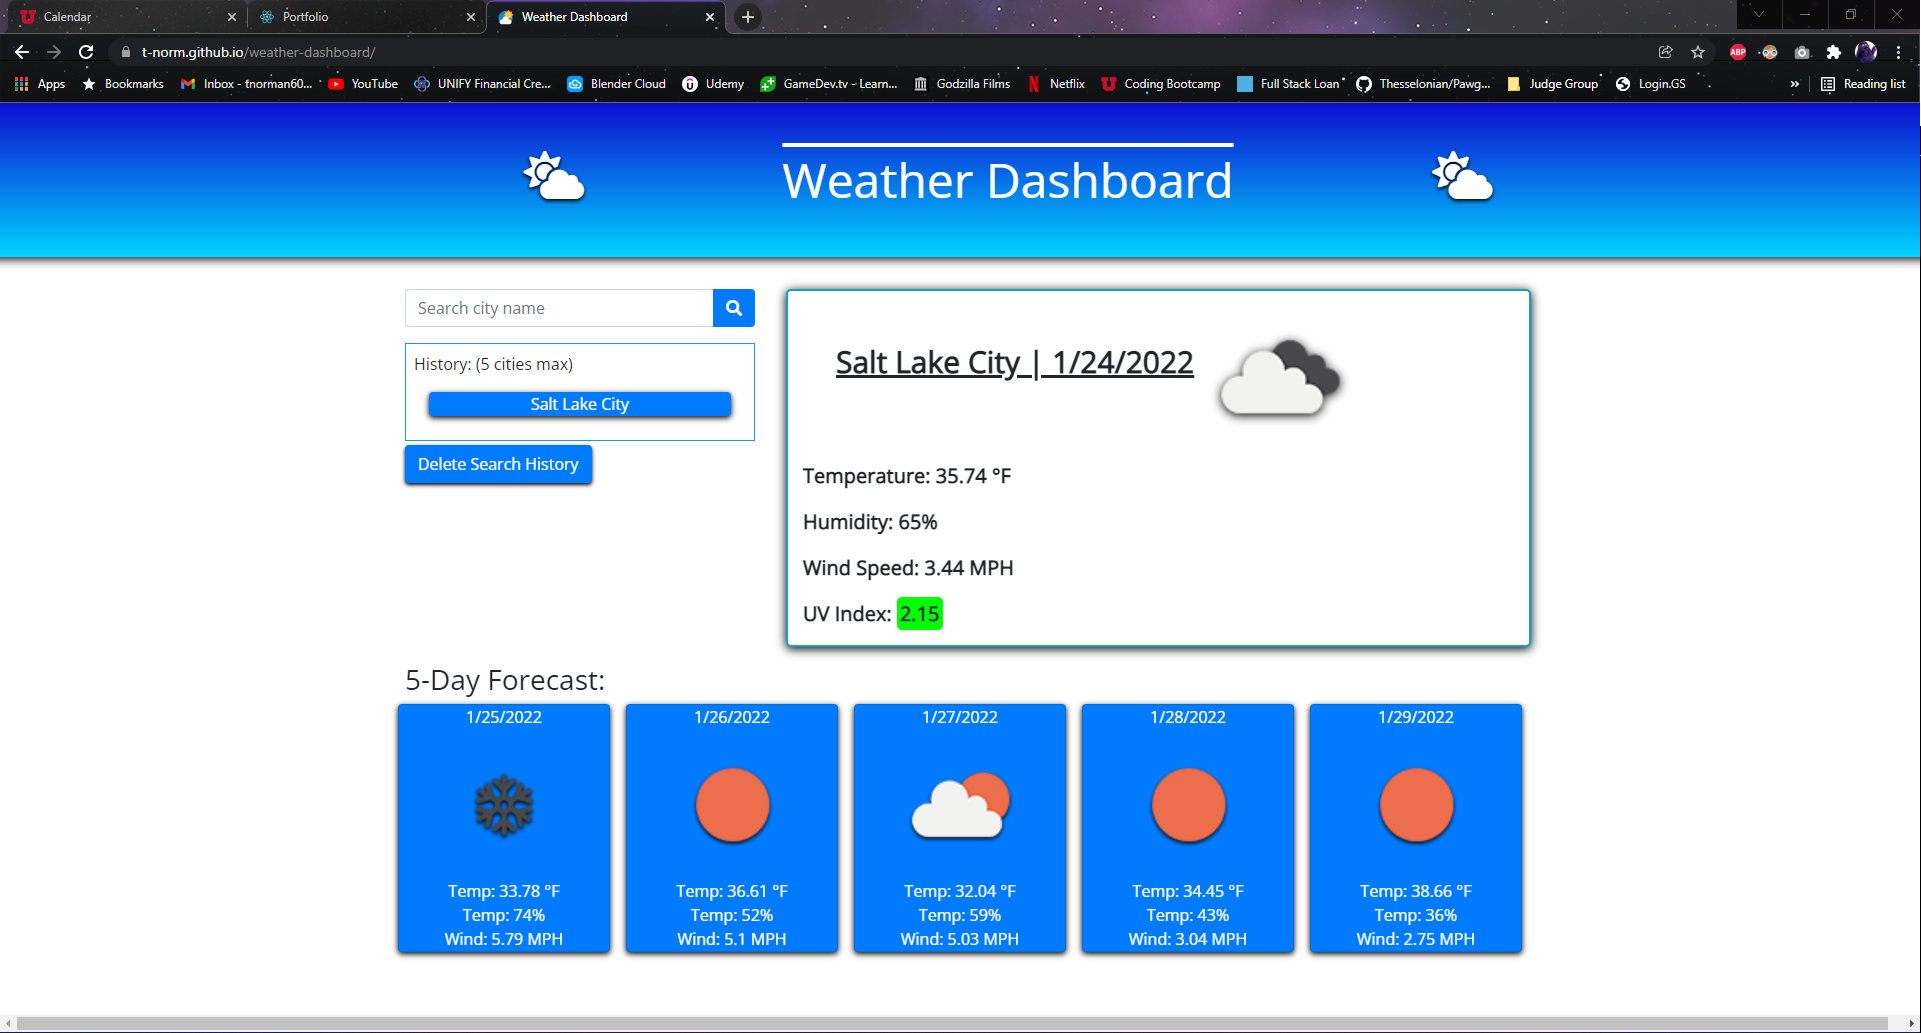 Calendar
Portfolio
Weather Dashboard
t-norm.github.io/weather-dashboard/
ABP
Apps
Bookmarks
Inbox - tnorman60...
YouTube
UNIFY Financial Cre...
Blender Cloud
Udemy
GameDev.tv - Learn...
Godzilla Films
Netflix
Coding Bootcamp
Full Stack Loan
Thesselonian/Pawg...
Judge Group
Login.GS
»
Reading list
Weather Dashboard
Search city name
History: (5 cities max)
Salt Lake City
Delete Search History
Salt Lake City | 1/24/2022
Temperature: 35.74 °F
Humidity: 65%
Wind Speed: 3.44 MPH
UV Index: 2.15
5-Day Forecast:
1/25/2022
Temp: 33.78 °F
Temp: 74%
Wind: 5.79 MPH
1/26/2022
Temp: 36.61 °F
Temp: 52%
Wind: 5.1 MPH
1/27/2022
Temp: 32.04 °F
Temp: 59%
Wind: 5.03 MPH
1/28/2022
Temp: 34.45 °F
Temp: 43%
Wind: 3.04 MPH
1/29/2022
Temp: 38.66 °F
Temp: 36%
Wind: 2.75 MPH